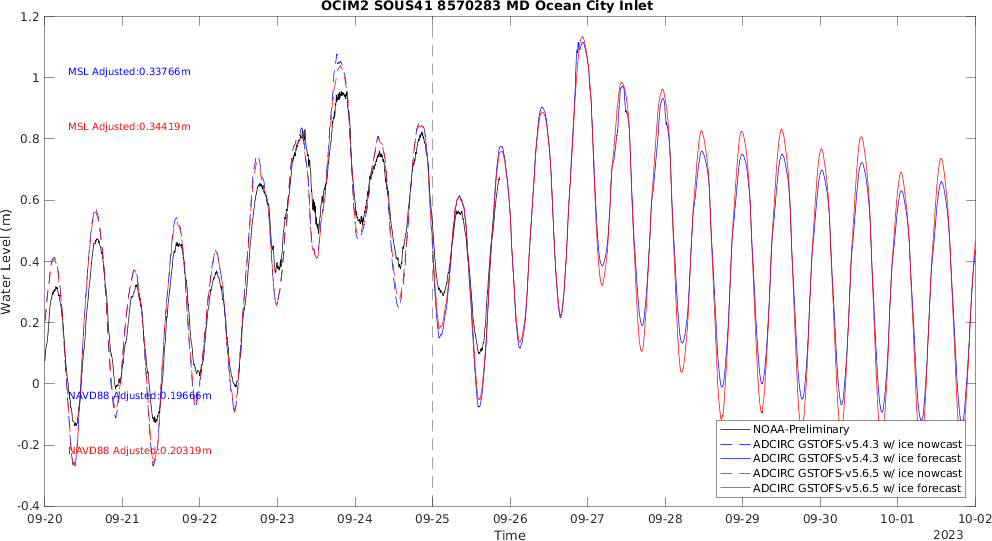 OCIM2 SOUS41 8570283 MD Ocean City Inlet
1.2
1
0.8
0.6
0.4
0.2
0
-0.2
-0.4
Water Level (m)
MSL Adjusted:0.33766m
MSL Adjusted:0.34419m
NAVD88 Adjusted:0.19666m
NAVD88 Adjusted:0.20319m
NOAA-Preliminary
ADCIRC GSTOFS-v5.4.3 w/ ice nowcast
ADCIRC GSTOFS-v5.4.3 w/ ice forecast
ADCIRC GSTOFS-v5.6.5 w/ ice nowcast
ADCIRC GSTOFS-v5.6.5 w/ ice forecast
09-20 09-21 09-22 09-23 09-24 09-25 09-26 09-27 09-28 09-29 09-30 10-01 10-02
Time
2023